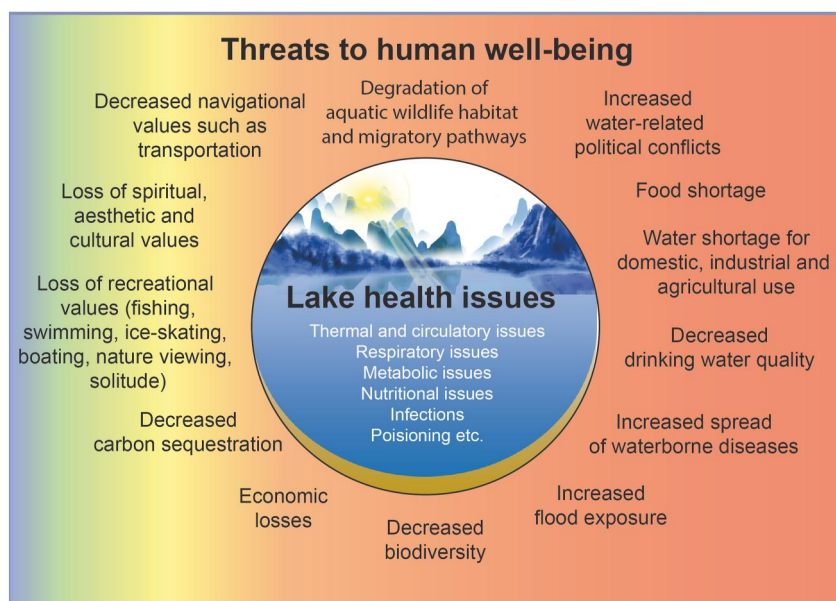 Threats to human well-being
Decreased navigational
values such as
transportation
Degradation of
aquatic wildlife habitat
and migratory pathways
Increased
water-related
political conflicts
Loss of spiritual,
aesthetic and
cultural values
Food shortage
Water shortage for
domestic, industrial and
agricultural use
Loss of recreational
values (fishing,
swimming, ice-skating,
boating, nature viewing,
solitude)
Lake health issues
Thermal and circulatory issues
Respiratory issues
Metabolic issues
Nutritional issues
Infections
Poisioning etc.
Decreased
drinking water quality
Decreased
carbon sequestration
Increased spread
of waterborne diseases
Economic
losses
Decreased
biodiversity
Increased
flood exposure